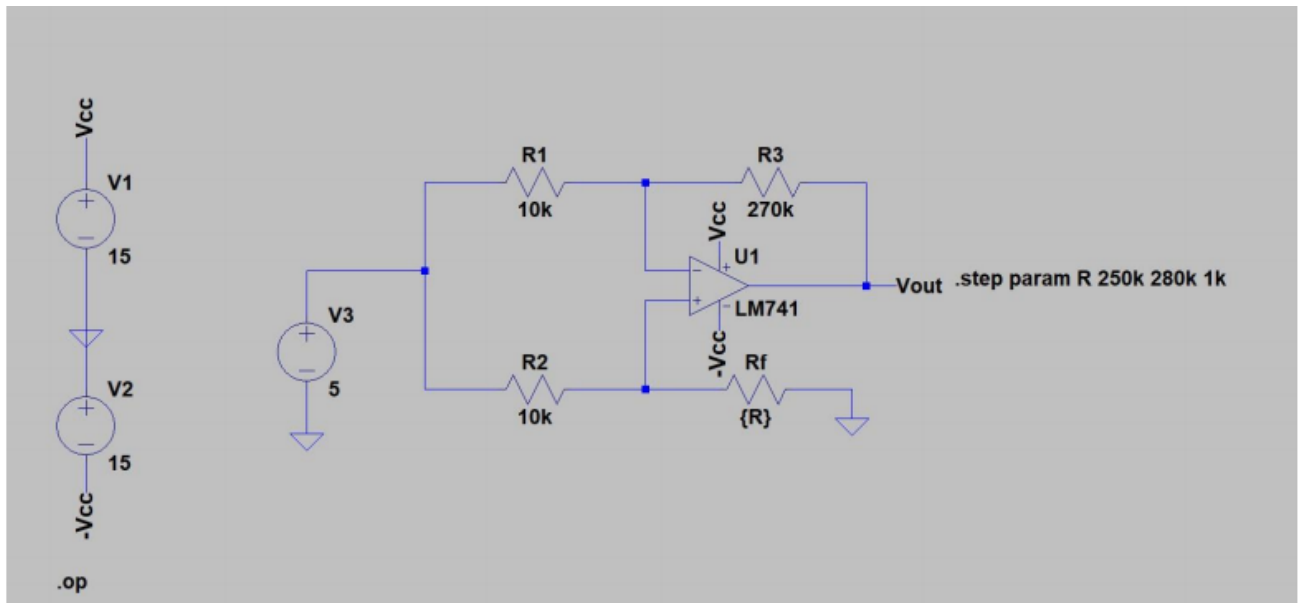 Vcc
V1
15
V2
15
-Vcc
.op
V3
5
R1
10k
R2
10k
R3
270k
Vcc
U1
LM741
-Vcc
Rf
{R}
Vout
.step param R 250k 280k 1k